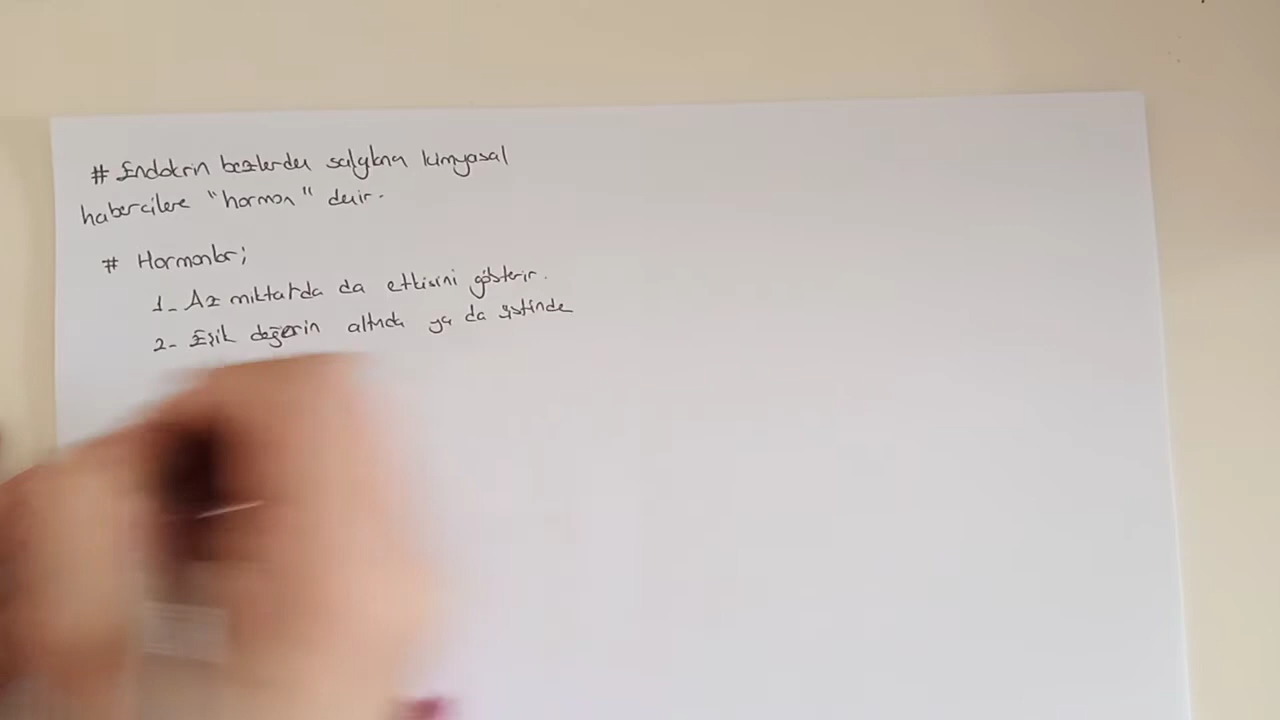 # Endokrin bezlerden salgılanan kimyasal
habercilere "hormon" denir.
# Hormonlar;
1- Az miktarda da etkisini gösterir.
2- Eşik değerin altında ya da üstünde